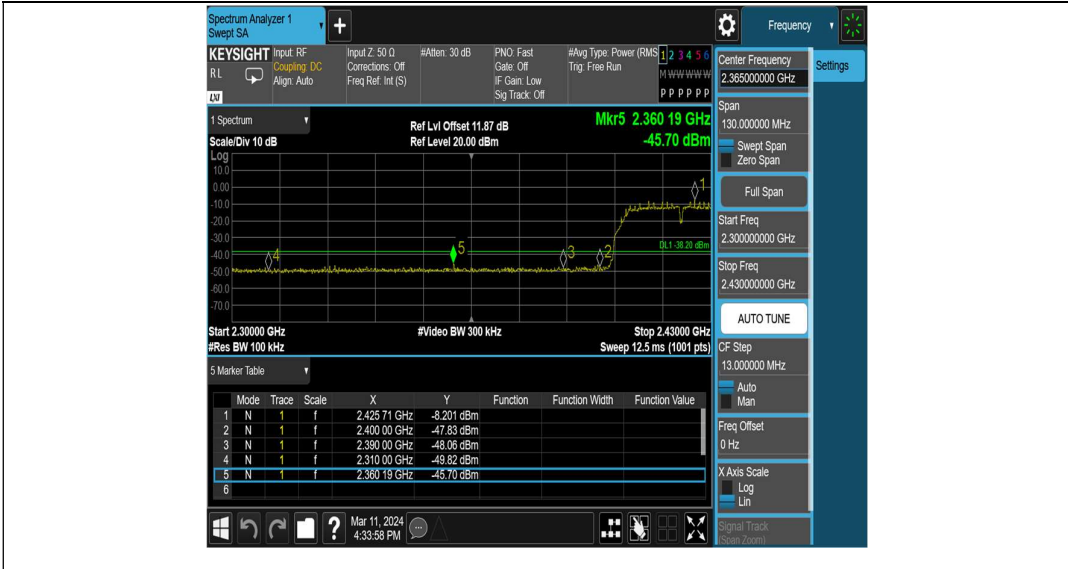 Spectrum Analyzer 1
Swept SA
+
Frequency
KEYSIGHT
RL
LXI
Input: RF
Coupling: DC
Align: Auto
Input Z: 50 Ω
Corrections: Off
Freq Ref: Int (S)
#Atten: 30 dB
PNO: Fast
Gate: Off
IF Gain: Low
Sig Track: Off
#Avg Type: Power (RMS
Trig: Free Run
1 2 3 4 5 6
M W W W W W
P P P P P P
1 Spectrum
Scale/Div 10 dB
Ref Lvl Offset 11.87 dB
Ref Level 20.00 dBm
Mkr5 2.360 19 GHz
-45.70 dBm
Log
10.0
0.00
-10.0
-20.0
-30.0
-40.0
-50.0
-60.0
-70.0
1
4
5
3
2
DL1 -38.20 dBm
Start 2.30000 GHz
#Res BW 100 kHz
#Video BW 300 kHz
Stop 2.43000 GHz
Sweep 12.5 ms (1001 pts)
5 Marker Table
Mode Trace Scale X Y Function Function Width Function Value
1 N 1 f 2.425 71 GHz -8.201 dBm
2 N 1 f 2.400 00 GHz -47.83 dBm
3 N 1 f 2.390 00 GHz -48.06 dBm
4 N 1 f 2.310 00 GHz -49.82 dBm
5 N 1 f 2.360 19 GHz -45.70 dBm
6
?
Mar 11, 2024
4:33:58 PM
Center Frequency
2.365000000 GHz
Settings
Span
130.000000 MHz
Swept Span
Zero Span
Full Span
Start Freq
2.300000000 GHz
Stop Freq
2.430000000 GHz
AUTO TUNE
CF Step
13.000000 MHz
Auto
Man
Freq Offset
0 Hz
X Axis Scale
Log
Lin
Signal Track
(Span Zoom)